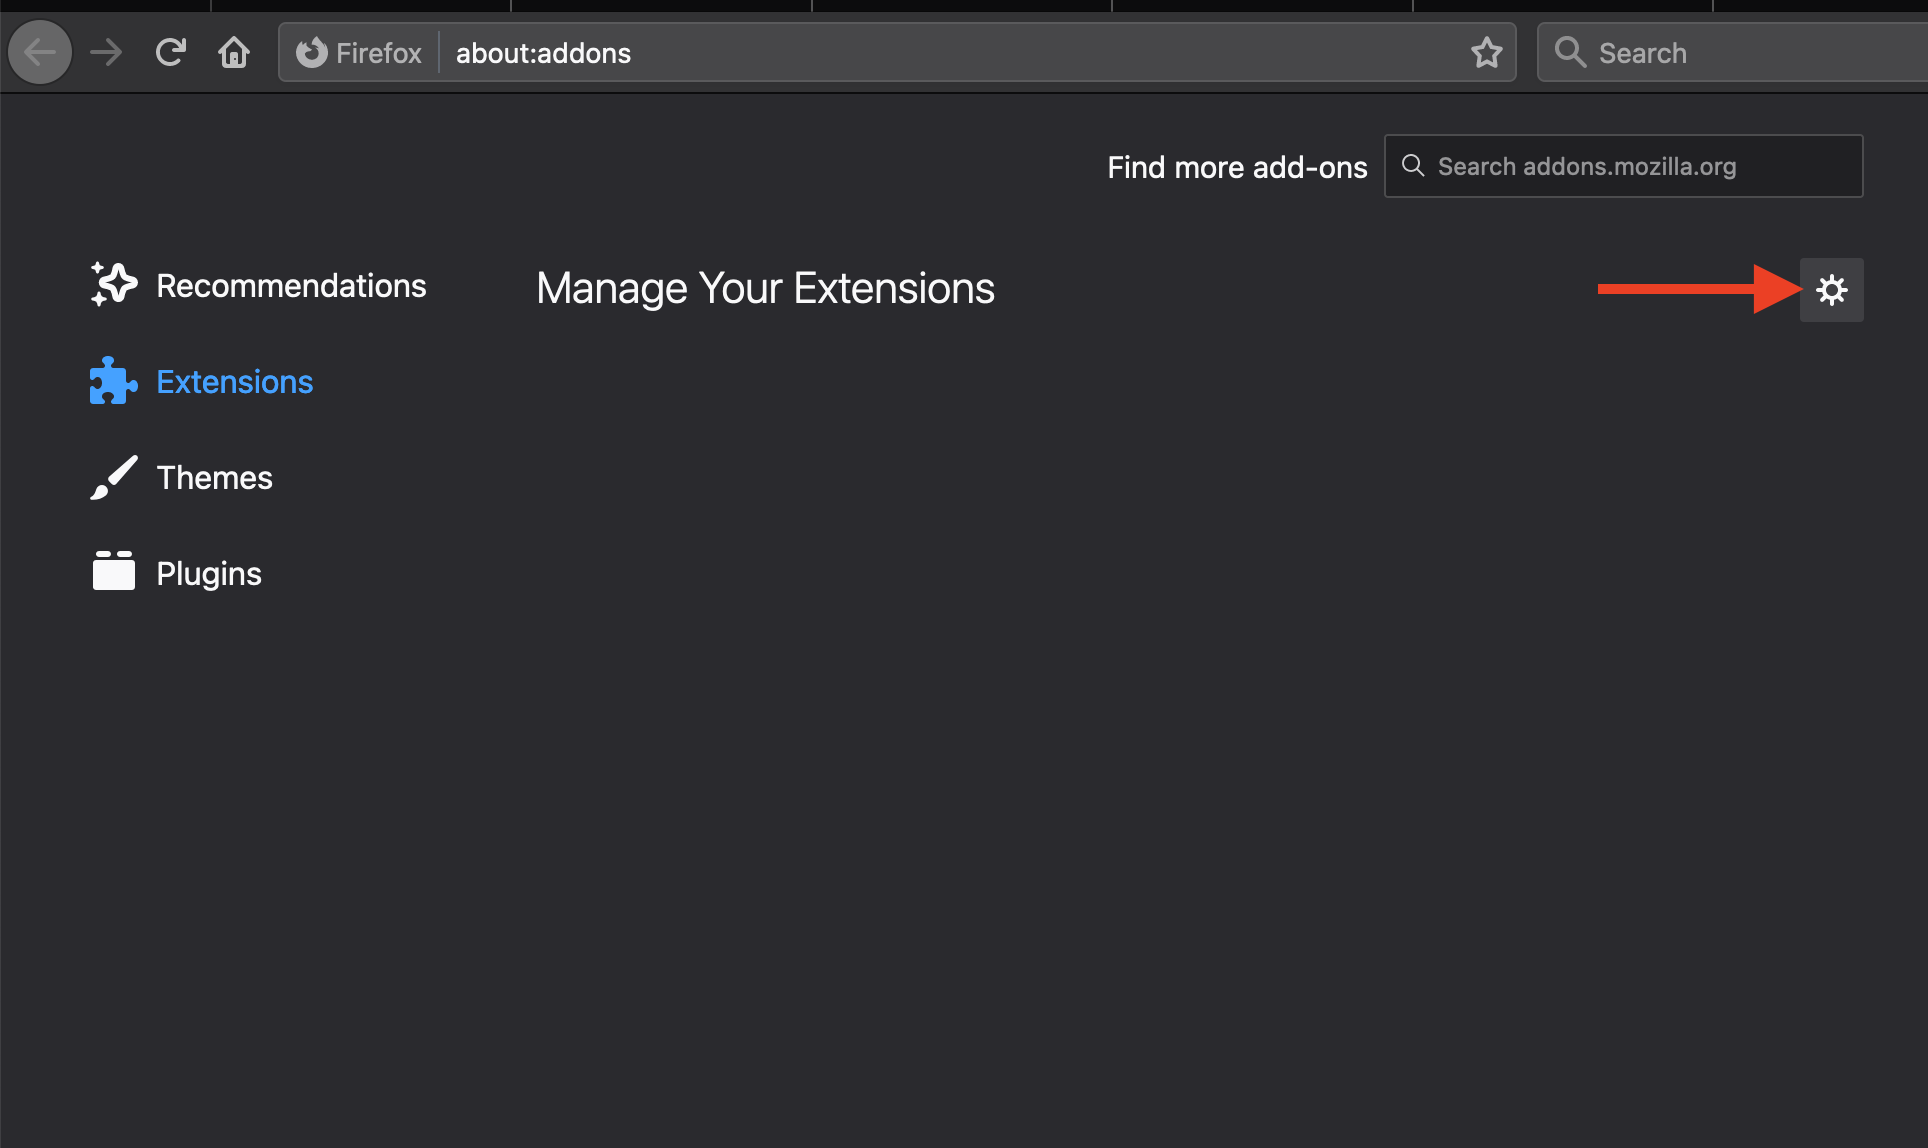 Firefox about:addons Search
Find more add-ons Search addons.mozilla.org
Recommendations
Manage Your Extensions
Extensions
Themes
Plugins